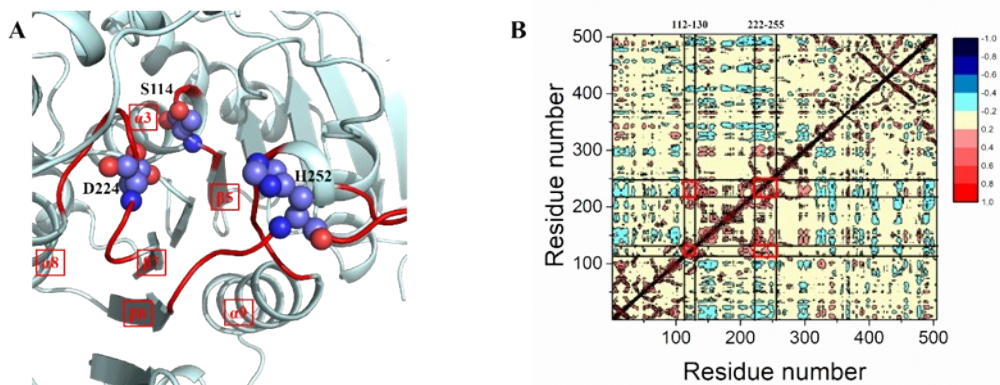 A
S114
α3
D224
H252
β5
α8
β8
α9
B
112-130 222-255
500
400
300
200
100
Residue number
100 200 300 400 500
Residue number
-1.0
-0.8
-0.6
-0.4
-0.2
0.2
0.4
0.6
0.8
1.0